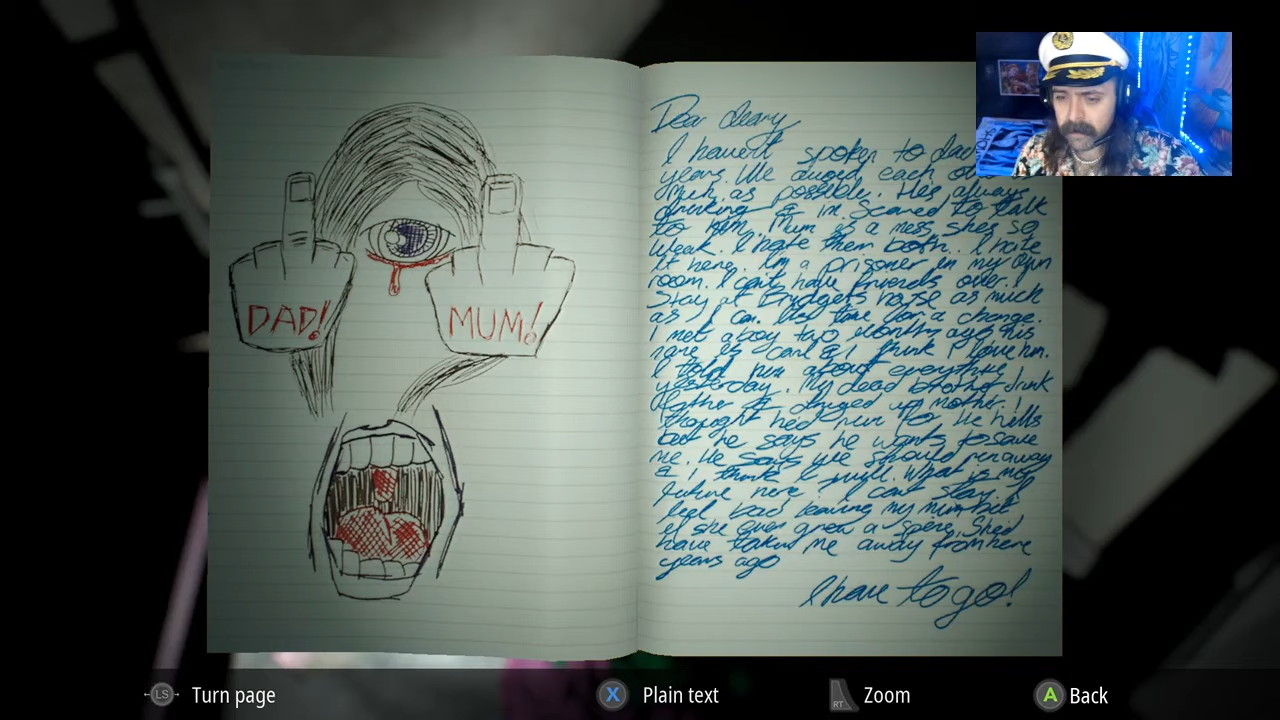 DAD!
MUM!
Dear diary
I haven't spoken to dad
years. We avoid each
much as possible. He's always
drinking & im scared to talk
to him. Mum is a mess, she's so
weak. I hate them both. I hate
it here. I'm a prisoner in my own
room. I can't have friends over. I
stay at Bridgets house as much
as I can. time for a change.
I met a boy two months ago his
name is Carl & I think I love him.
I told him about everything
yesterday. My dead brother drunk
father & drugged up mother. I
thought he'd run for the hills
but he says he wants to save
me. He says we should run away
& I think I will. What is my
future here? I cant stay. I
feel bad leaving my mum but
if she ever grew a spine, She'd
have taken me away from here
years ago
I have to go!
LS
Turn page
X
Plain text
RT
Zoom
A
Back